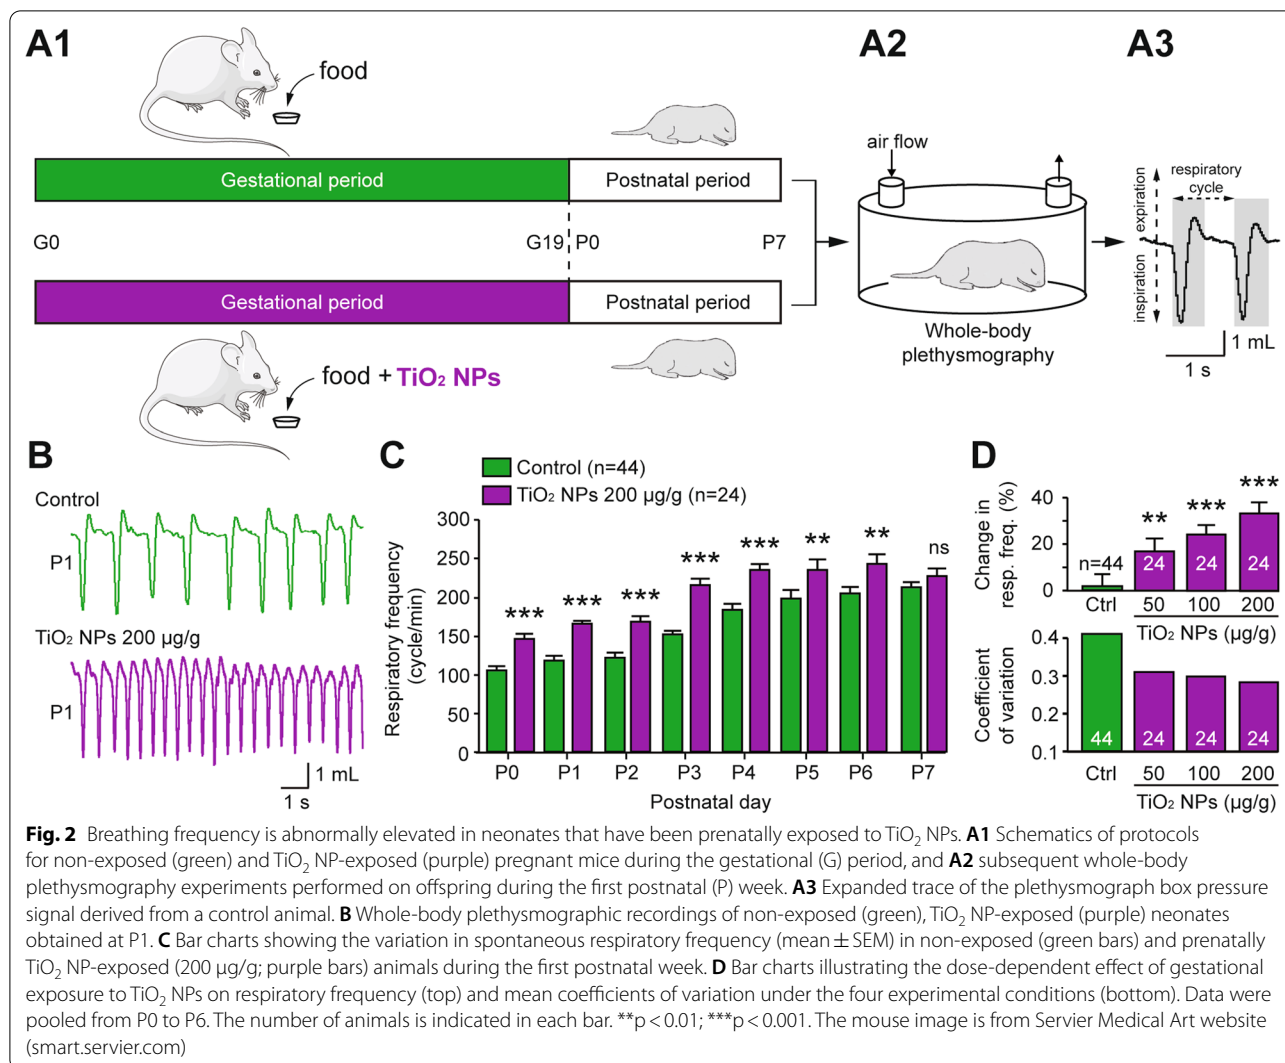 A1
food
Gestational period
Postnatal period
G0
G19
P0
P7
Gestational period
Postnatal period
food + TiO₂ NPs
A2
air flow
Whole-body
plethysmography
A3
respiratory
cycle
expiration
inspiration
1 mL
1 s
B
Control
P1
TiO₂ NPs 200 µg/g
P1
1 mL
1 s
C
Control (n=44)
TiO₂ NPs 200 µg/g (n=24)
Respiratory frequency
(cycle/min)
300
250
200
150
100
50
0
***
***
***
***
***
**
**
ns
P0 P1 P2 P3 P4 P5 P6 P7
Postnatal day
D
Change in
resp. freq. (%)
40
20
0
n=44
**
***
***
24 24 24
Ctrl 50 100 200
TiO₂ NPs (µg/g)
Coefficient
of variation
0.4
0.3
0.2
0.1
44 24 24 24
Ctrl 50 100 200
TiO₂ NPs (µg/g)
Fig. 2 Breathing frequency is abnormally elevated in neonates that have been prenatally exposed to TiO₂ NPs. A1 Schematics of protocols
for non-exposed (green) and TiO₂ NP-exposed (purple) pregnant mice during the gestational (G) period, and A2 subsequent whole-body
plethysmography experiments performed on offspring during the first postnatal (P) week. A3 Expanded trace of the plethysmograph box pressure
signal derived from a control animal. B Whole-body plethysmographic recordings of non-exposed (green), TiO₂ NP-exposed (purple) neonates
obtained at P1. C Bar charts showing the variation in spontaneous respiratory frequency (mean ± SEM) in non-exposed (green bars) and prenatally
TiO₂ NP-exposed (200 µg/g; purple bars) animals during the first postnatal week. D Bar charts illustrating the dose-dependent effect of gestational
exposure to TiO₂ NPs on respiratory frequency (top) and mean coefficients of variation under the four experimental conditions (bottom). Data were
pooled from P0 to P6. The number of animals is indicated in each bar. **p < 0.01; ***p < 0.001. The mouse image is from Servier Medical Art website
(smart.servier.com)